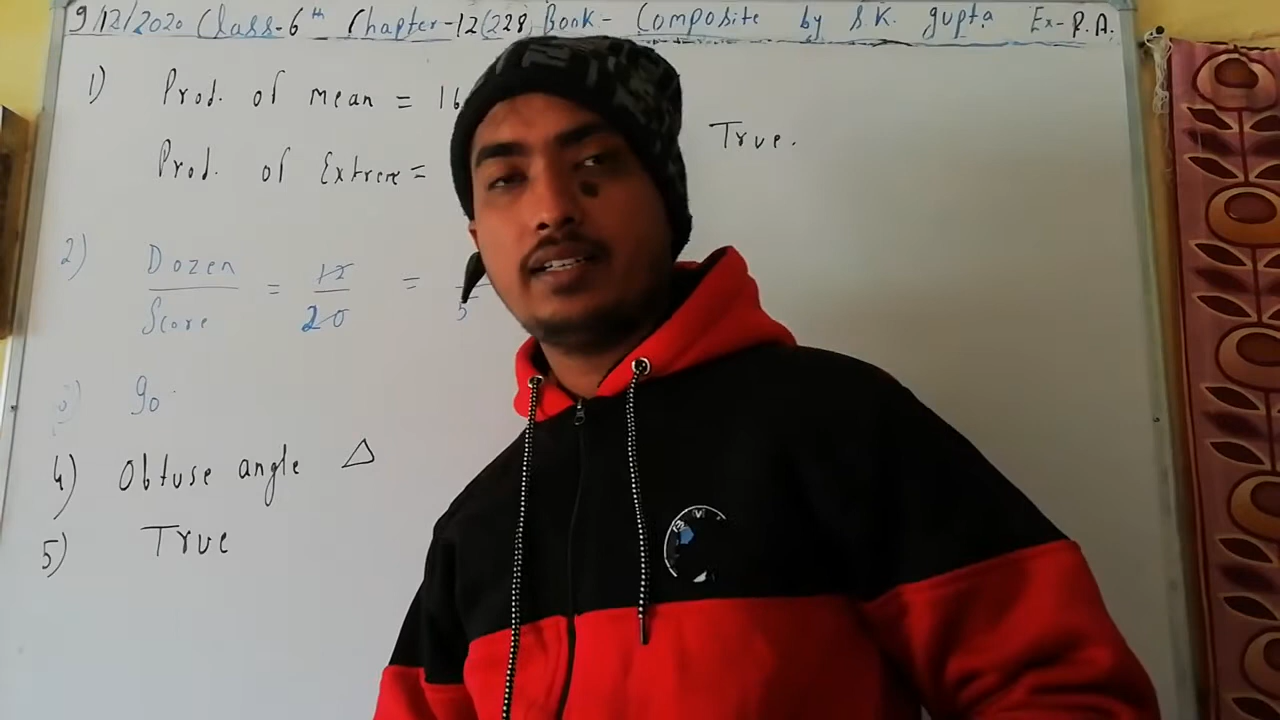 9/12/2020 Class-6th Chapter-12(228) Book- Composite by S.K. gupta Ex-R.A.
1) Prod. of mean = 16
True.
Prod. of Extreme =
2) Dozen / Score = 12 / 20 = 5
90
4) Obtuse angle △
5) True